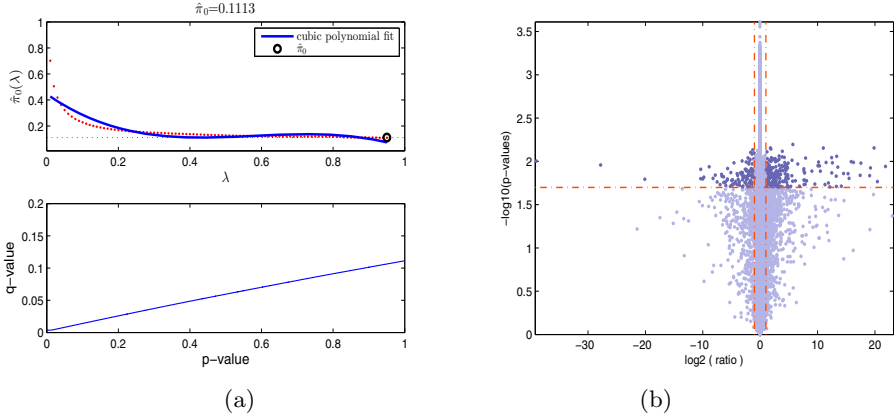 π̂₀=0.1113
1
0.8
0.6
0.4
0.2
π̂₀(λ)
cubic polynomial fit
π̂₀
0 0.2 0.4 0.6 0.8 1
λ
0.2
0.15
0.1
0.05
0
q-value
0 0.2 0.4 0.6 0.8 1
p-value
(a)
3.5
3
2.5
2
1.5
1
0.5
0
-log10(p-values)
−30 −20 −10 0 10 20
log2 ( ratio )
(b)